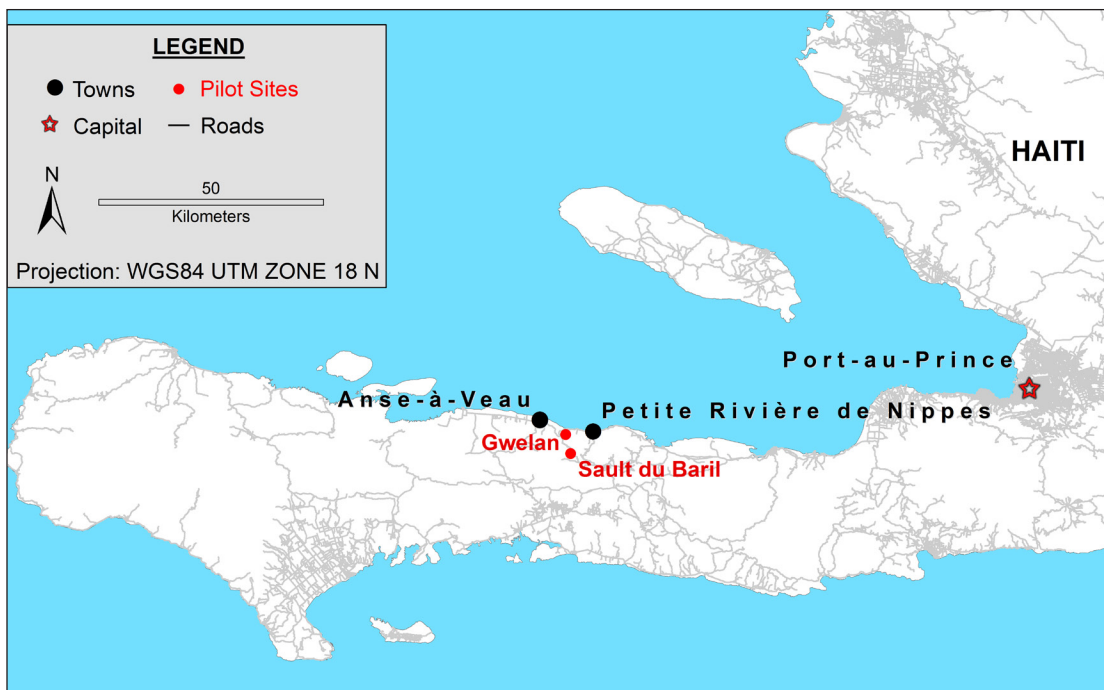 LEGEND
Towns
Pilot Sites
Capital
Roads
N
50
Kilometers
Projection: WGS84 UTM ZONE 18 N
HAITI
Port-au-Prince
Anse-à-Veau
Petite Rivière de Nippes
Gwelan
Sault du Baril